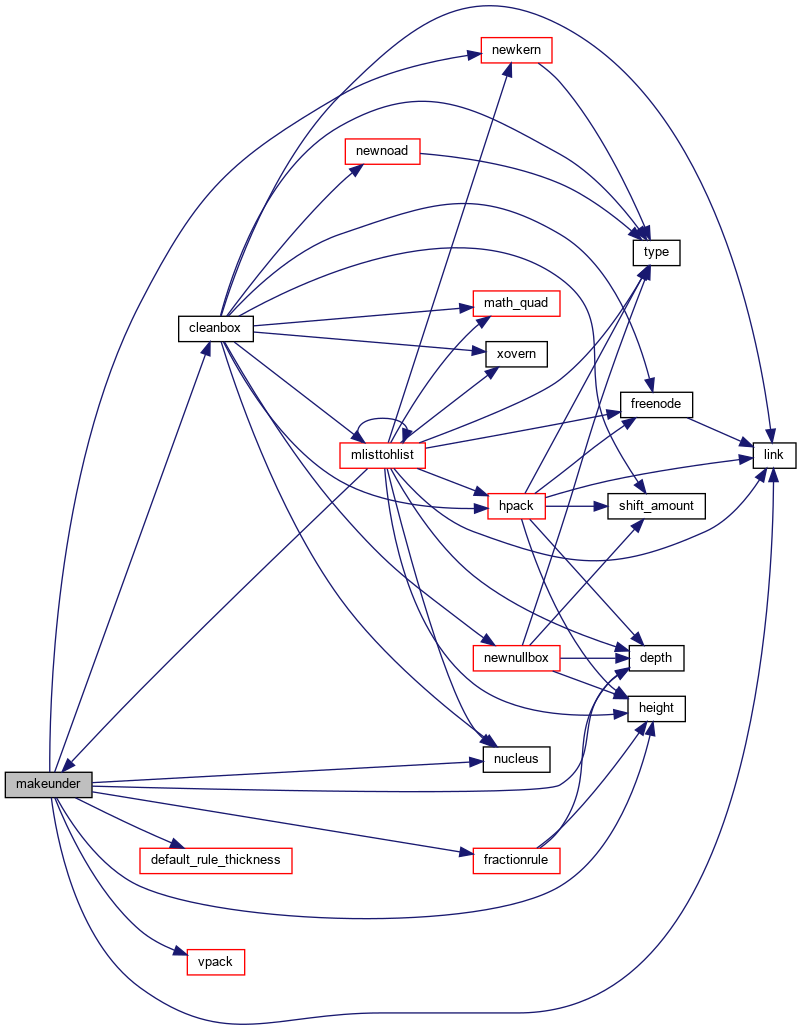 newkern
newnoad
type
math_quad
cleanbox
xovern
freenode
mlisttohlist
link
hpack
shift_amount
newnullbox
depth
height
nucleus
makeunder
default_rule_thickness
fractionrule
vpack